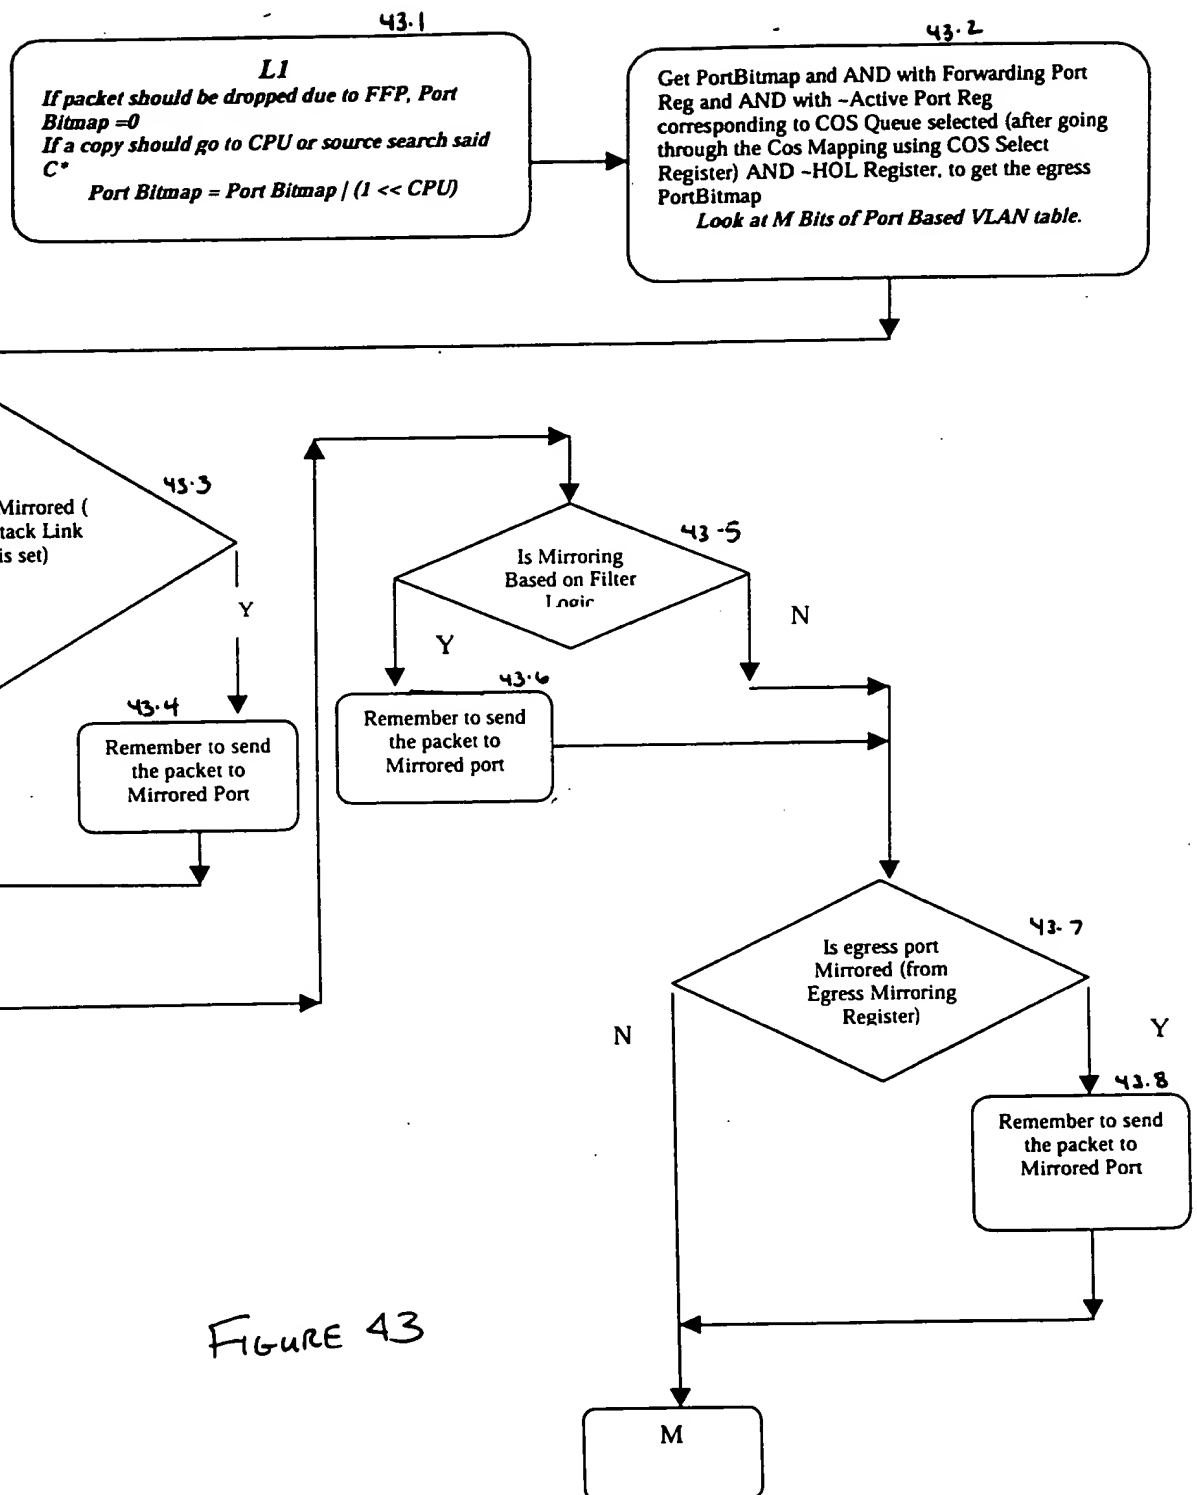 43.1
L1
If packet should be dropped due to FFP, Port
Bitmap =0
If a copy should go to CPU or source search said
C*
Port Bitmap = Port Bitmap | (1 << CPU)
43.2
Get PortBitmap and AND with Forwarding Port
Reg and AND with ~Active Port Reg
corresponding to COS Queue selected (after going
through the Cos Mapping using COS Select
Register) AND ~HOL Register, to get the egress
PortBitmap
Look at M Bits of Port Based VLAN table.
43.3
Mirrored (
tack Link
is set)
Y
43.4
Remember to send
the packet to
Mirrored Port
43-5
Is Mirroring
Based on Filter
Logic
Y
N
43.6
Remember to send
the packet to
Mirrored port
43.7
Is egress port
Mirrored (from
Egress Mirroring
Register)
N
Y
43.8
Remember to send
the packet to
Mirrored Port
FIGURE 43
M